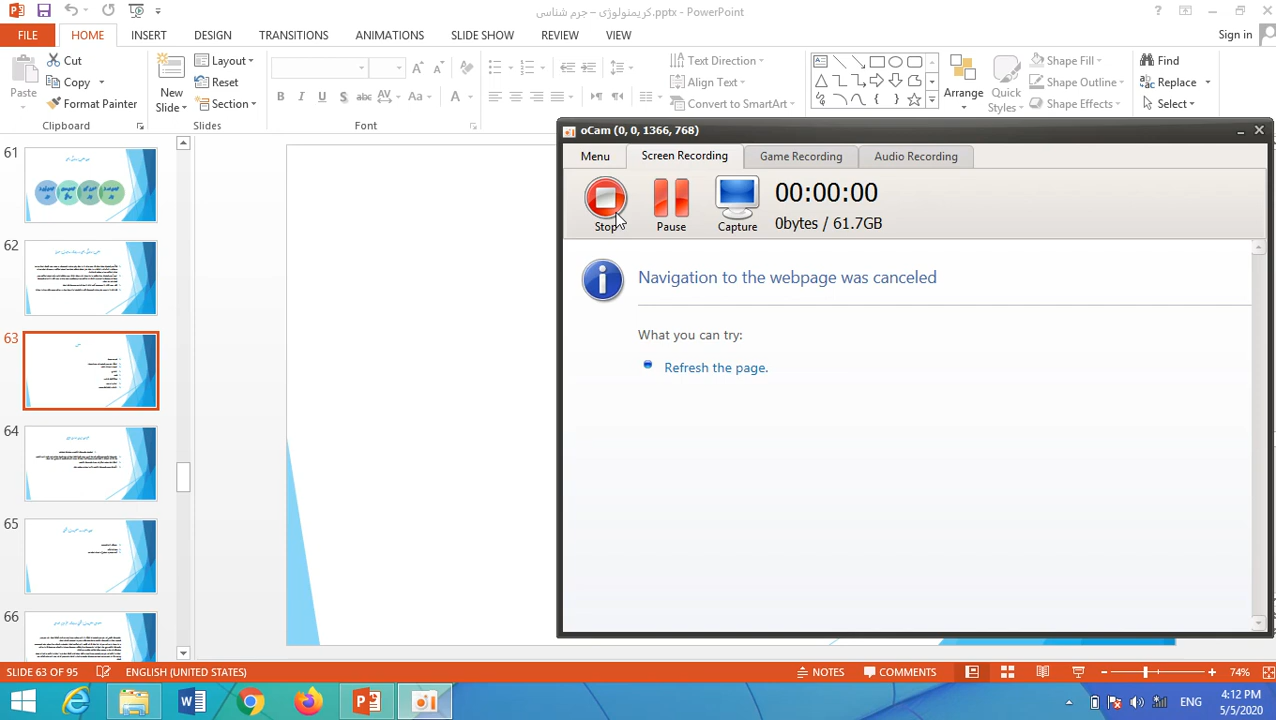 کریمنولوژی – جرم شناسی.pptx - PowerPoint
FILE HOME INSERT DESIGN TRANSITIONS ANIMATIONS SLIDE SHOW REVIEW VIEW Sign in
Paste
Cut
Copy
Format Painter
Clipboard
New Slide
Layout
Reset
Section
Slides
B I U S abc AV Aa A
Font
Text Direction
Align Text
Convert to SmartArt
Arrange
Quick Styles
Shape Fill
Shape Outline
Shape Effects
Find
Replace
Select
oCam (0, 0, 1366, 768)
Menu Screen Recording Game Recording Audio Recording
Stop Pause Capture
00:00:00
0bytes / 61.7GB
Navigation to the webpage was canceled
What you can try:
Refresh the page.
61
62
63
64
65
66
SLIDE 63 OF 95 ENGLISH (UNITED STATES) NOTES COMMENTS 74%
ENG
4:12 PM
5/5/2020